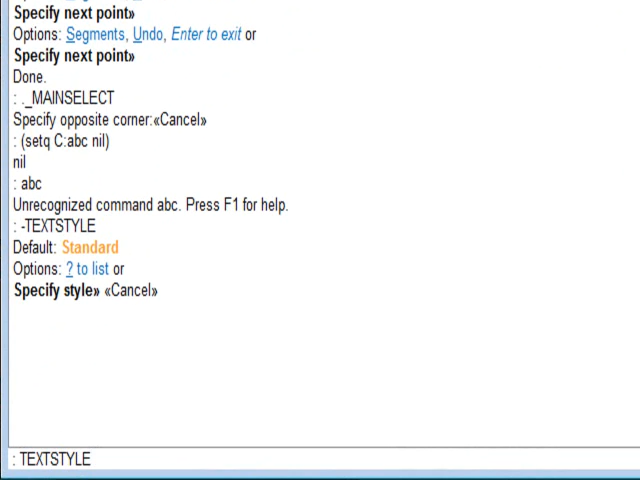 Specify next point»
Options: Segments, Undo, Enter to exit or
Specify next point»
Done.
: ._MAINSELECT
Specify opposite corner:«Cancel»
: (setq C:abc nil)
nil
: abc
Unrecognized command abc. Press F1 for help.
: -TEXTSTYLE
Default: Standard
Options: ? to list or
Specify style» «Cancel»
: TEXTSTYLE